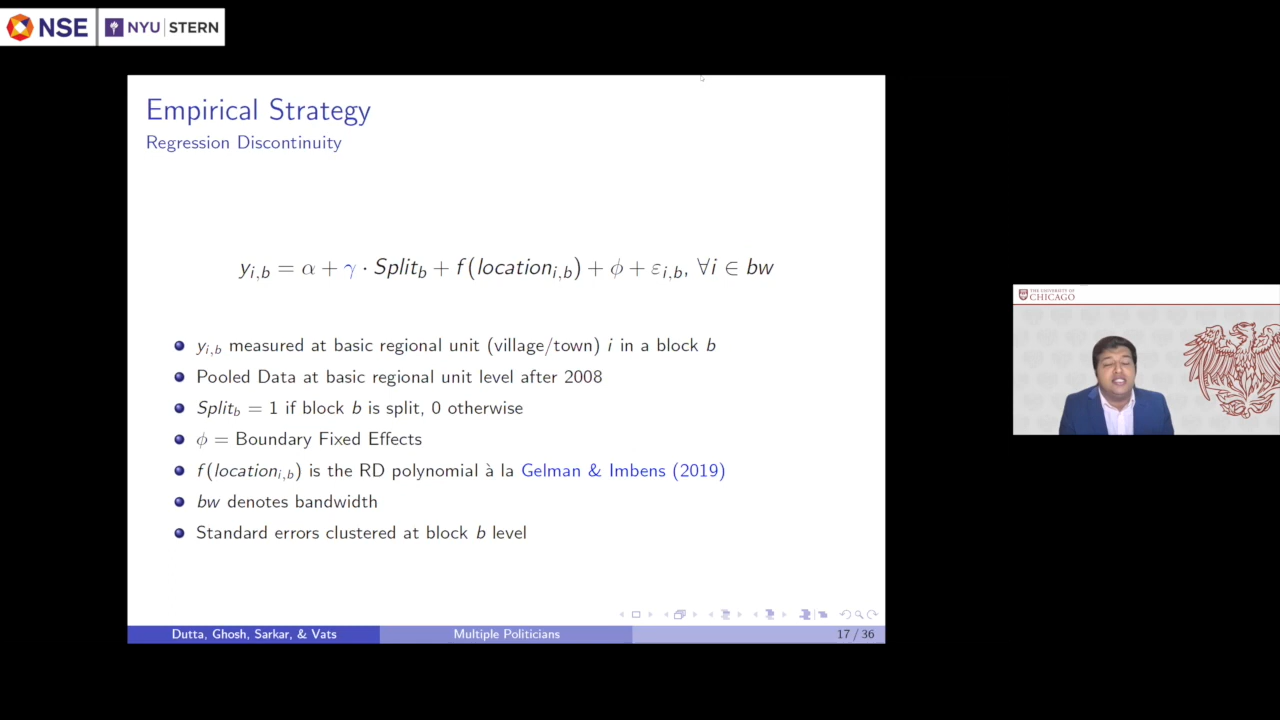 NSE
NYU STERN
Empirical Strategy
Regression Discontinuity
y_{i,b} = α + γ · Split_b + f(location_{i,b}) + ϕ + ε_{i,b}, ∀i ∈ bw
y_{i,b} measured at basic regional unit (village/town) i in a block b
Pooled Data at basic regional unit level after 2008
Split_b = 1 if block b is split, 0 otherwise
ϕ = Boundary Fixed Effects
f(location_{i,b}) is the RD polynomial à la Gelman & Imbens (2019)
bw denotes bandwidth
Standard errors clustered at block b level
Dutta, Ghosh, Sarkar, & Vats
Multiple Politicians
17 / 36
THE UNIVERSITY OF
CHICAGO